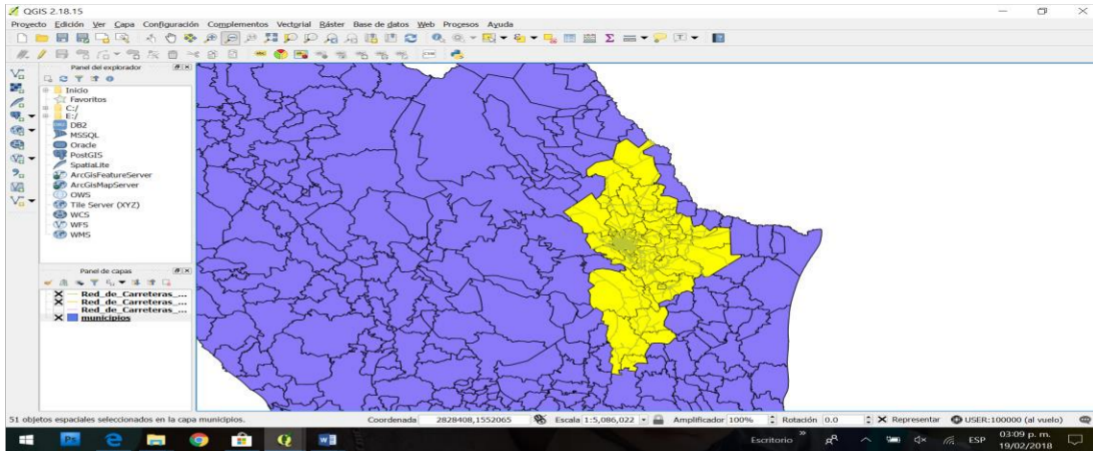 QGIS 2.18.15
Proyecto Edición Ver Capa Configuración Complementos Vectorial Ráster Base de datos Web Procesos Ayuda
Panel del explorador
Inicio
Favoritos
C:/
E:/
DB2
MSSQL
Oracle
PostGIS
SpatiaLite
ArcGisFeatureServer
ArcGisMapServer
OWS
Tile Server (XYZ)
WCS
WFS
WMS
Panel de capas
Red_de_Carreteras_...
Red_de_Carreteras_...
Red_de_Carreteras_...
municipios
51 objetos espaciales seleccionados en la capa municipios.
Coordenada 2828408,1552065 Escala 1:5,086,022 Amplificador 100% Rotación 0.0 Representar USER:100000 (al vuelo)
Escritorio ESP 03:09 p. m.
19/02/2018